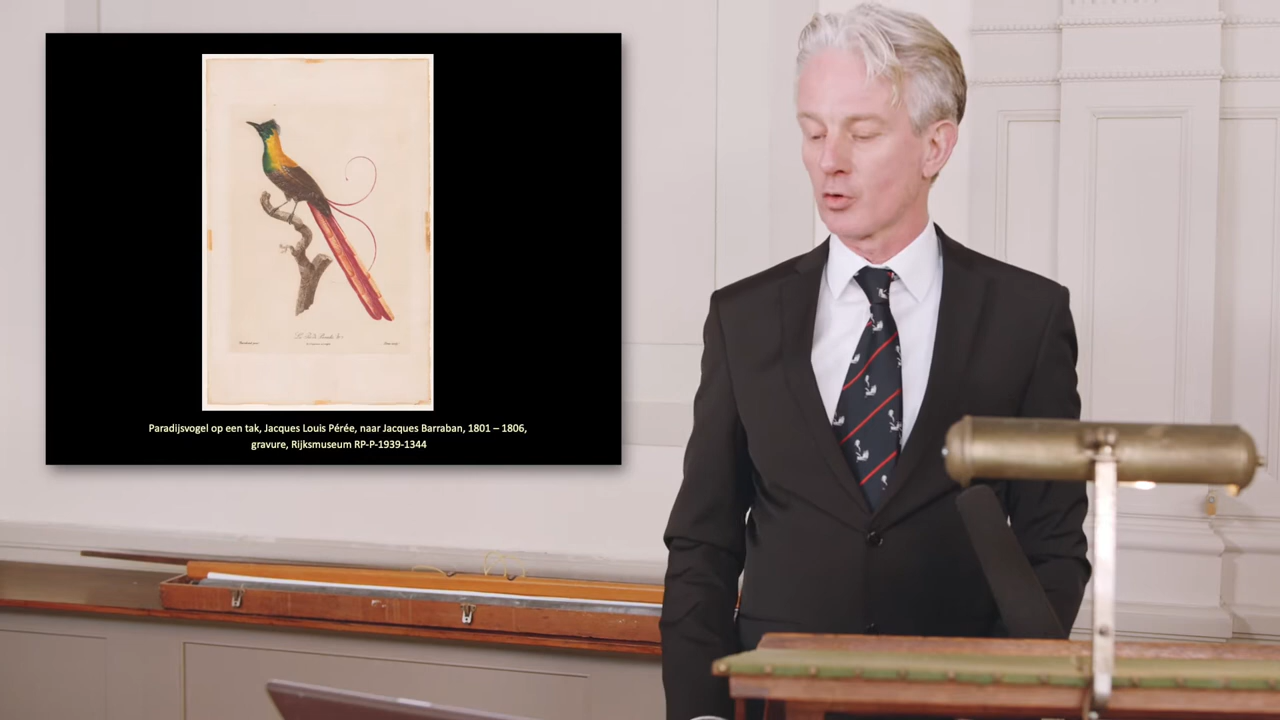 Paradijsvogel op een tak, Jacques Louis Pérée, naar Jacques Barraban, 1801 – 1806,
gravure, Rijksmuseum RP-P-1939-1344